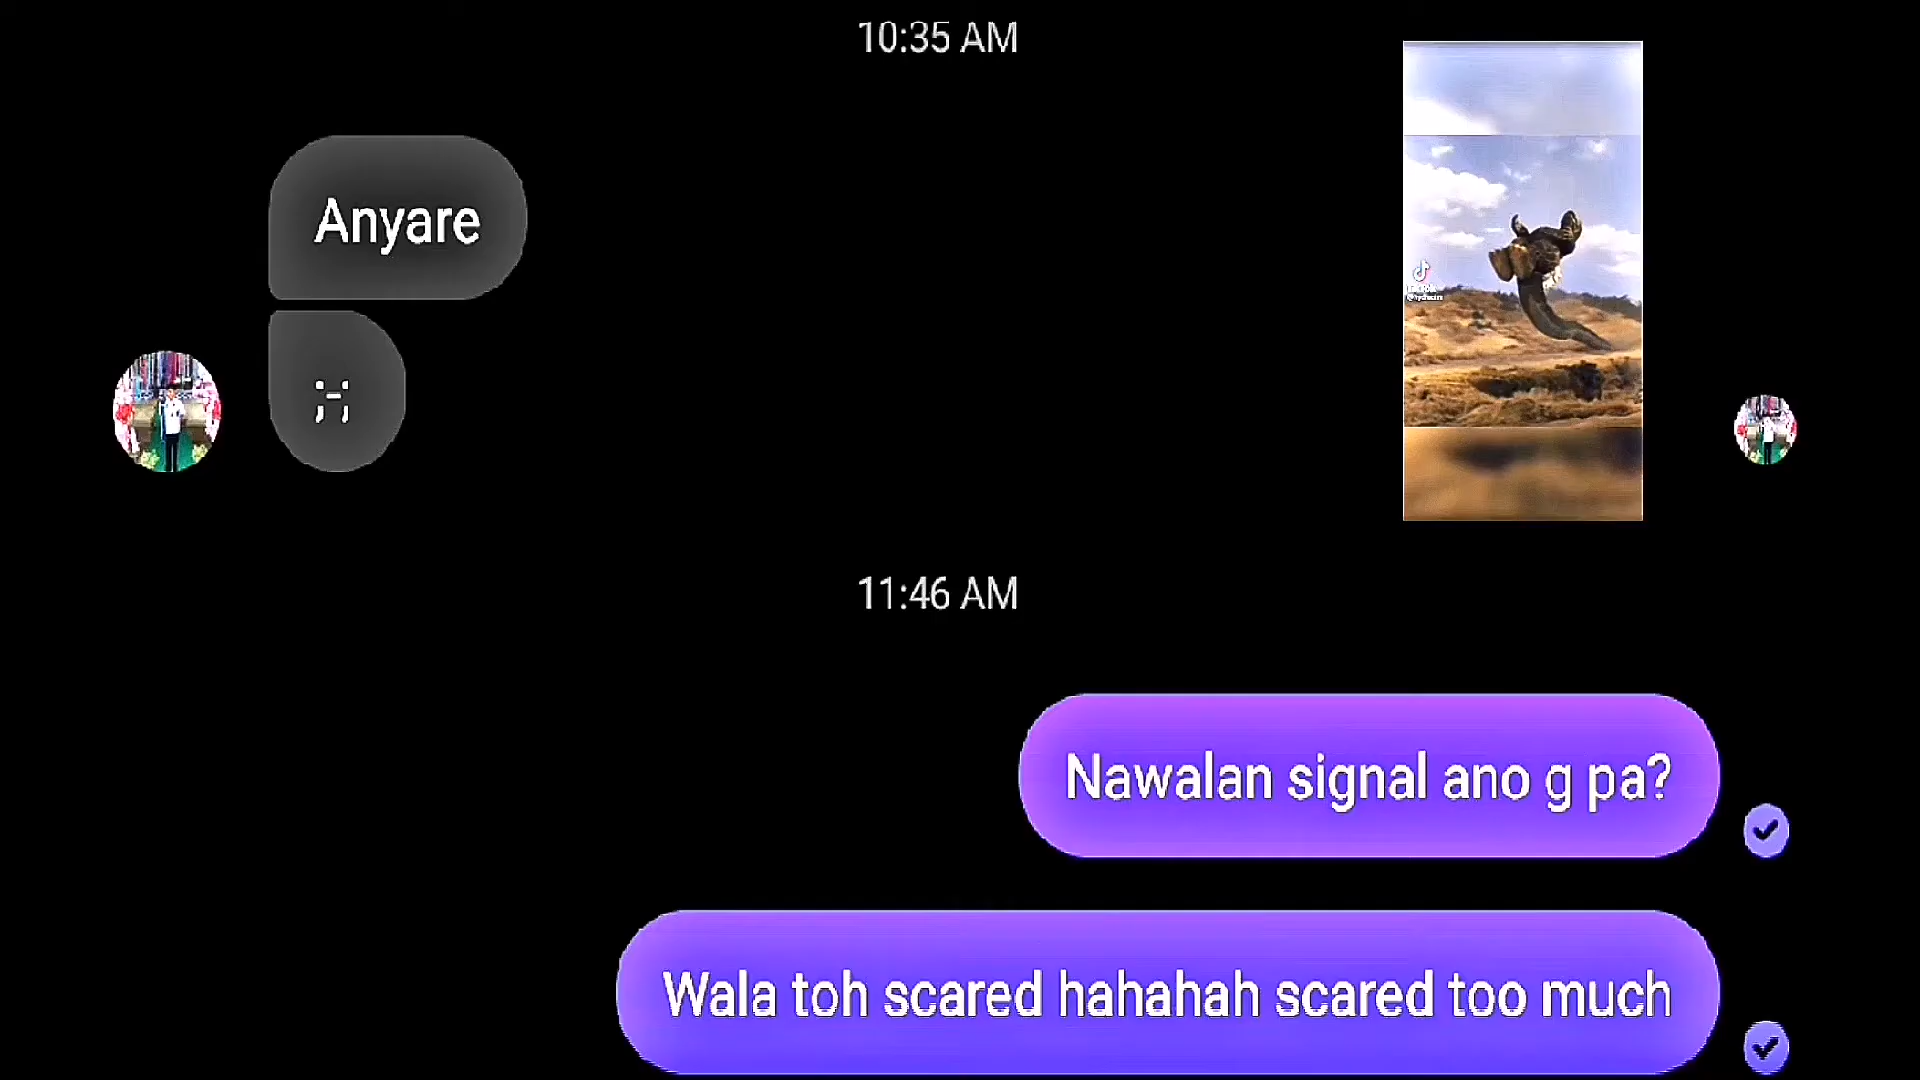 10:35 AM
Anyare
;-;
11:46 AM
Nawalan signal ano g pa?
Wala toh scared hahahah scared too much